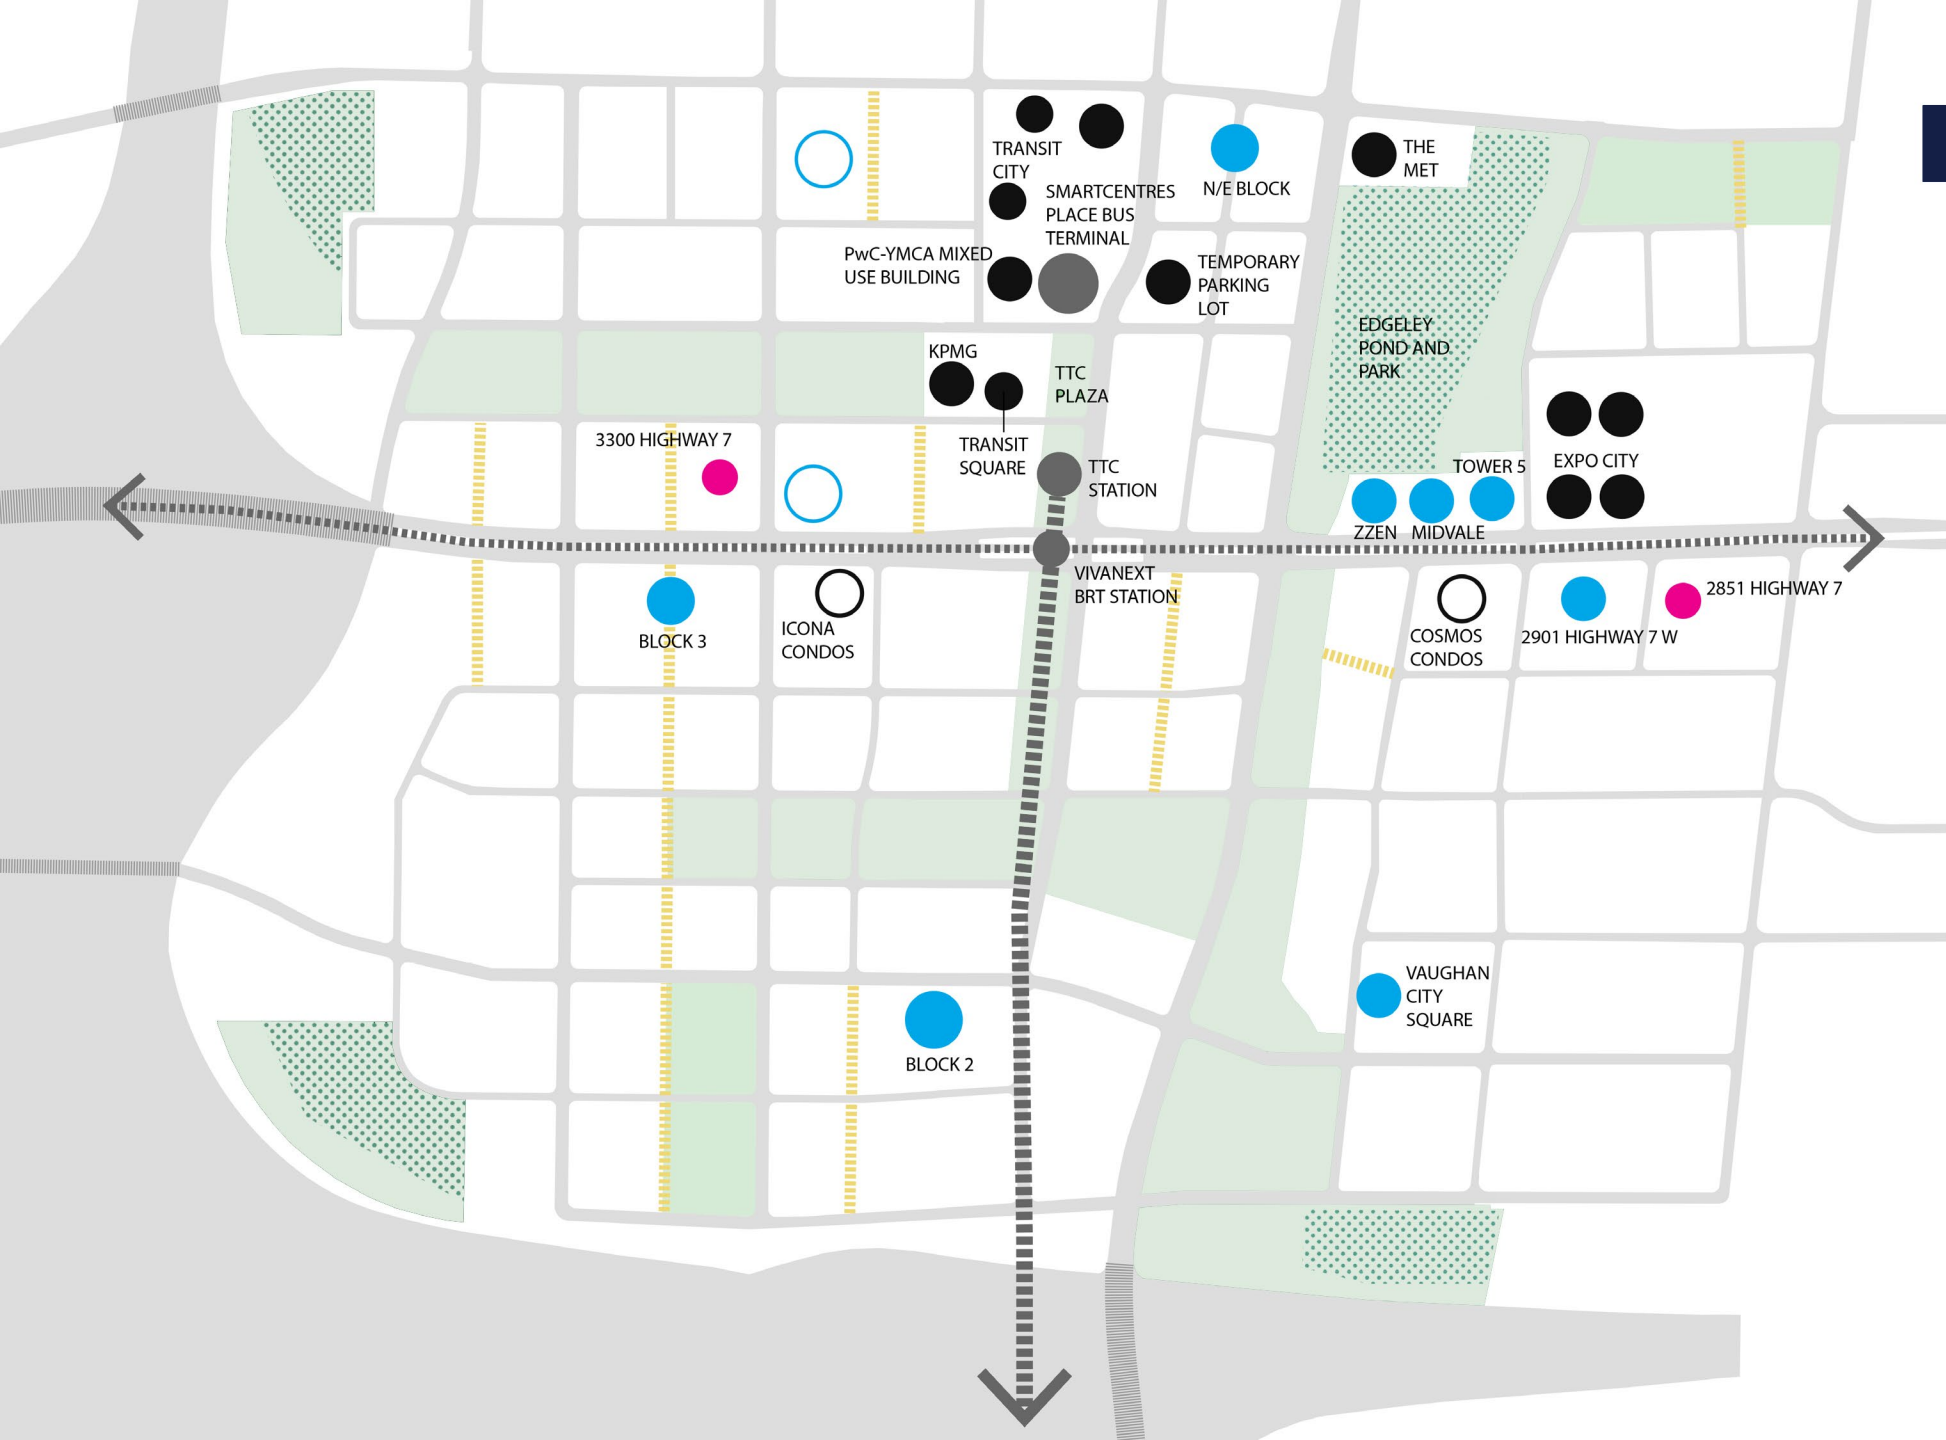 TRANSIT
CITY
N/E BLOCK
THE
MET
SMARTCENTRES
PLACE BUS
TERMINAL
PwC-YMCA MIXED
USE BUILDING
TEMPORARY
PARKING
LOT
EDGELEY
POND AND
PARK
KPMG
TTC
PLAZA
3300 HIGHWAY 7
TRANSIT
SQUARE
TTC
STATION
TOWER 5
EXPO CITY
ZZEN
MIDVALE
VIVANEXT
BRT STATION
2851 HIGHWAY 7
BLOCK 3
ICONA
CONDOS
COSMOS
CONDOS
2901 HIGHWAY 7 W
VAUGHAN
CITY
SQUARE
BLOCK 2